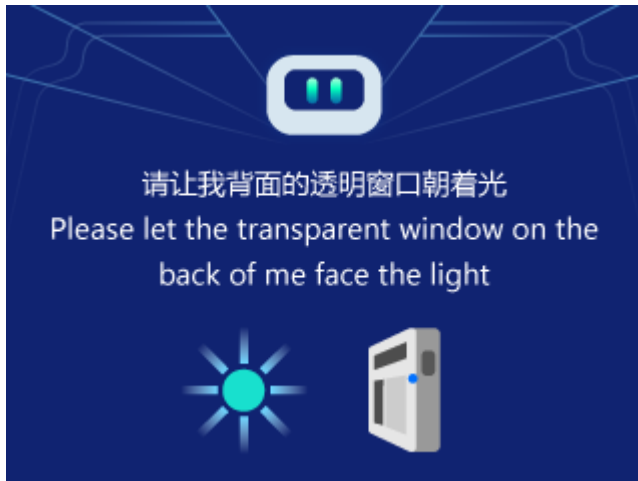 请让我背面的透明窗口朝着光
Please let the transparent window on the
back of me face the light